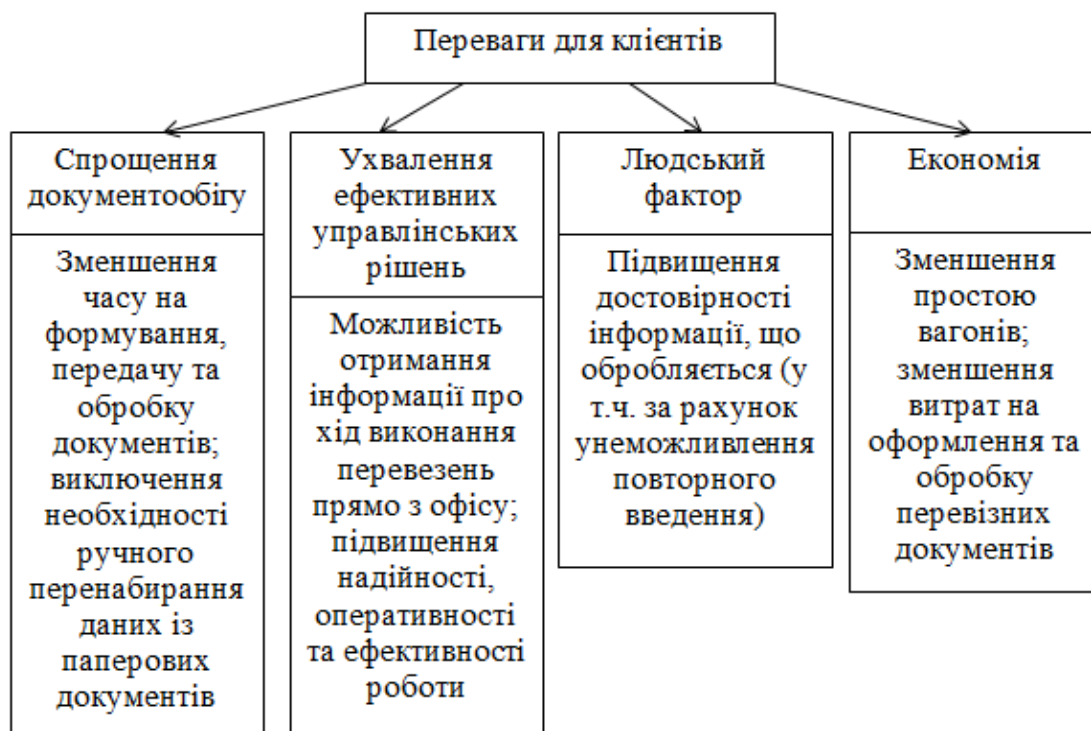 Переваги для клієнтів
Спрощення
документообігу
Зменшення
часу на
формування,
передачу та
обробку
документів;
виключення
необхідності
ручного
перенабирання
даних із
паперових
документів
Ухвалення
ефективних
управлінських
рішень
Можливість
отримання
інформації про
хід виконання
перевезень
прямо з офісу;
підвищення
надійності,
оперативності
та ефективності
роботи
Людський
фактор
Підвищення
достовірності
інформації, що
обробляється (у
т.ч. за рахунок
унеможливлення
повторного
введення)
Економія
Зменшення
простою
вагонів;
зменшення
витрат на
оформлення та
обробку
перевізних
документів